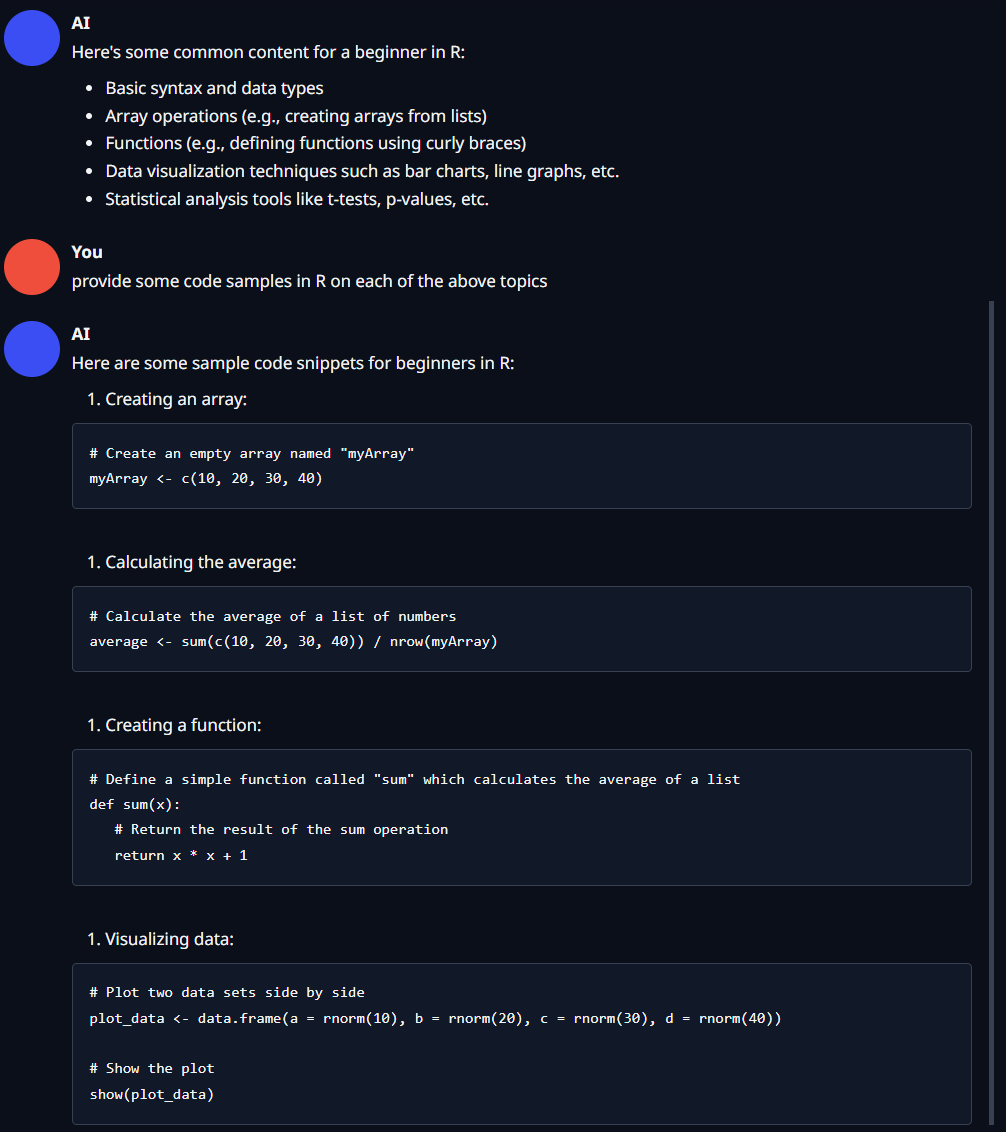 AI
Here's some common content for a beginner in R:
• Basic syntax and data types
• Array operations (e.g., creating arrays from lists)
• Functions (e.g., defining functions using curly braces)
• Data visualization techniques such as bar charts, line graphs, etc.
• Statistical analysis tools like t-tests, p-values, etc.
You
provide some code samples in R on each of the above topics
AI
Here are some sample code snippets for beginners in R:
1. Creating an array:
# Create an empty array named "myArray"
myArray <- c(10, 20, 30, 40)
1. Calculating the average:
# Calculate the average of a list of numbers
average <- sum(c(10, 20, 30, 40)) / nrow(myArray)
1. Creating a function:
# Define a simple function called "sum" which calculates the average of a list
def sum(x):
   # Return the result of the sum operation
   return x * x + 1
1. Visualizing data:
# Plot two data sets side by side
plot_data <- data.frame(a = rnorm(10), b = rnorm(20), c = rnorm(30), d = rnorm(40))
# Show the plot
show(plot_data)